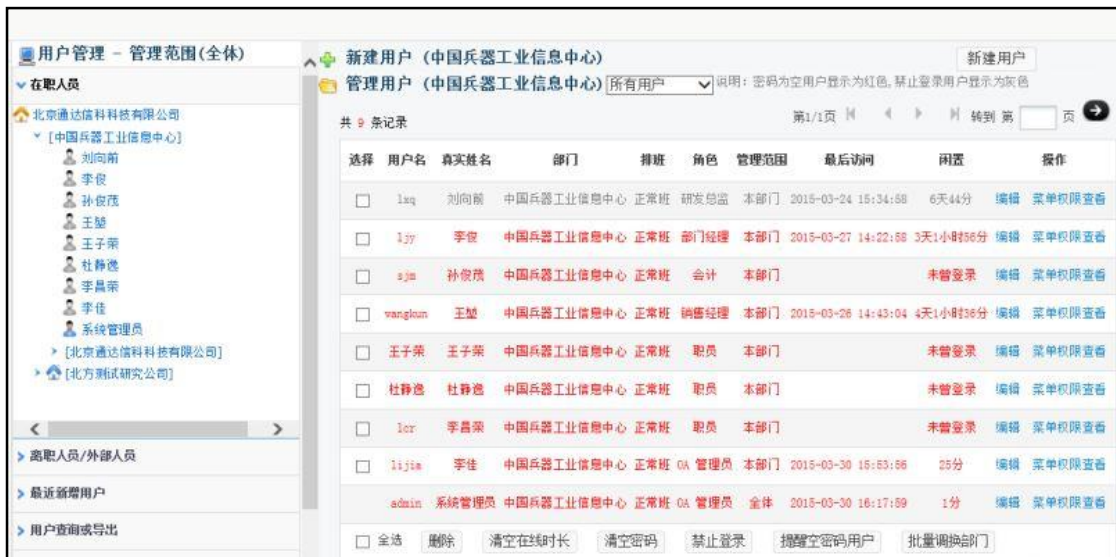 用户管理 - 管理范围(全体)
在职人员
北京通达信科科技有限公司
[中国兵器工业信息中心]
刘向前
李俊
孙俊茂
王堃
王子荣
杜静逸
李昌荣
李佳
系统管理员
[北京通达信科科技有限公司]
[北方测试研究公司]
离职人员/外部人员
最近新增用户
用户查询或导出
新建用户 (中国兵器工业信息中心) 新建用户
管理用户 (中国兵器工业信息中心) 所有用户 说明: 密码为空用户显示为红色,禁止登录用户显示为灰色
共 9 条记录 第1/1页 转到 第 页
选择 用户名 真实姓名 部门 排班 角色 管理范围 最后访问 闲置 操作
lxq 刘向前 中国兵器工业信息中心 正常班 研发总监 本部门 2015-03-24 15:34:58 6天44分 编辑 菜单权限查看
ljy 李俊 中国兵器工业信息中心 正常班 部门经理 本部门 2015-03-27 14:22:58 3天1小时56分 编辑 菜单权限查看
sjm 孙俊茂 中国兵器工业信息中心 正常班 会计 本部门 未曾登录 编辑 菜单权限查看
wangkun 王堃 中国兵器工业信息中心 正常班 销售经理 本部门 2015-03-26 14:43:04 4天1小时36分 编辑 菜单权限查看
王子荣 王子荣 中国兵器工业信息中心 正常班 职员 本部门 未曾登录 编辑 菜单权限查看
杜静逸 杜静逸 中国兵器工业信息中心 正常班 职员 本部门 未曾登录 编辑 菜单权限查看
lcr 李昌荣 中国兵器工业信息中心 正常班 职员 本部门 未曾登录 编辑 菜单权限查看
lijia 李佳 中国兵器工业信息中心 正常班 OA 管理员 本部门 2015-03-30 15:53:56 25分 编辑 菜单权限查看
admin 系统管理员 中国兵器工业信息中心 正常班 OA 管理员 全体 2015-03-30 16:17:59 1分 编辑 菜单权限查看
全选 删除 清空在线时长 清空密码 禁止登录 提醒空密码用户 批量调换部门